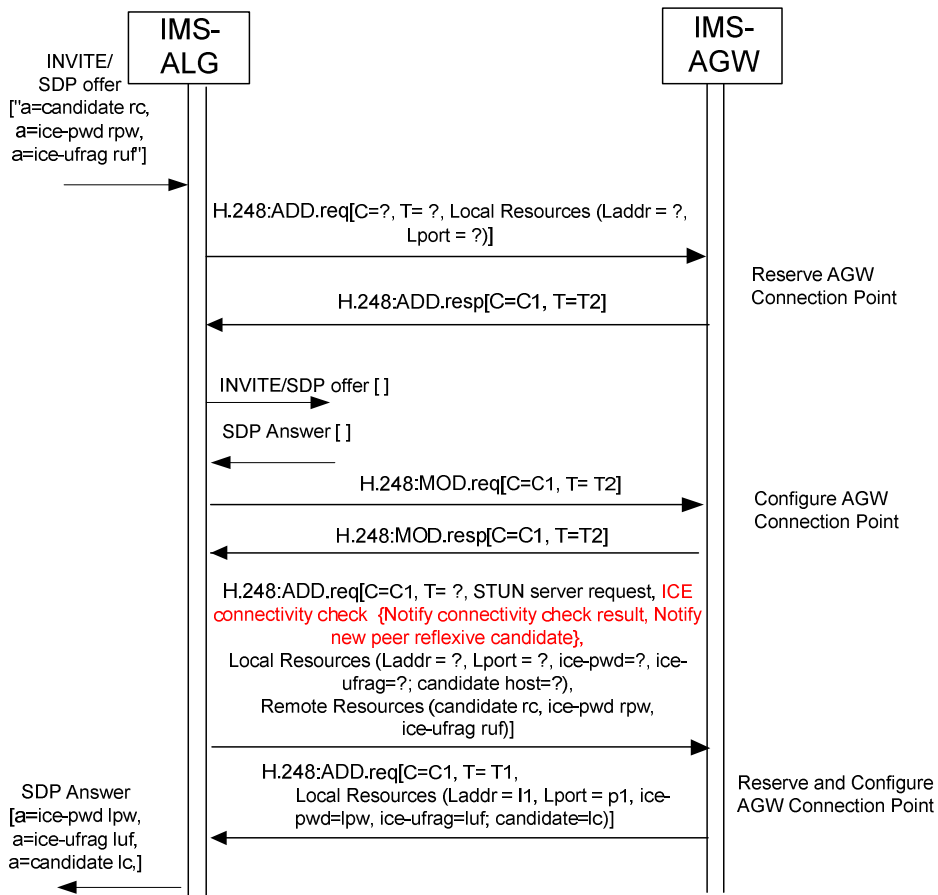 IMS-
ALG
IMS-
AGW
INVITE/
SDP offer
["a=candidate rc,
a=ice-pwd rpw,
a=ice-ufrag ruf"]
H.248:ADD.req[C=?, T= ?, Local Resources (Laddr = ?,
Lport = ?)]
Reserve AGW
Connection Point
H.248:ADD.resp[C=C1, T=T2]
INVITE/SDP offer [ ]
SDP Answer [ ]
H.248:MOD.req[C=C1, T= T2]
Configure AGW
Connection Point
H.248:MOD.resp[C=C1, T=T2]
H.248:ADD.req[C=C1, T= ?, STUN server request, ICE
connectivity check {Notify connectivity check result, Notify
new peer reflexive candidate},
Local Resources (Laddr = ?, Lport = ?, ice-pwd=?, ice-
ufrag=?; candidate host=?),
Remote Resources (candidate rc, ice-pwd rpw,
ice-ufrag ruf)]
H.248:ADD.req[C=C1, T= T1,
Local Resources (Laddr = l1, Lport = p1, ice-
pwd=lpw, ice-ufrag=luf; candidate=lc)]
Reserve and Configure
AGW Connection Point
SDP Answer
[a=ice-pwd lpw,
a=ice-ufrag luf,
a=candidate lc,]